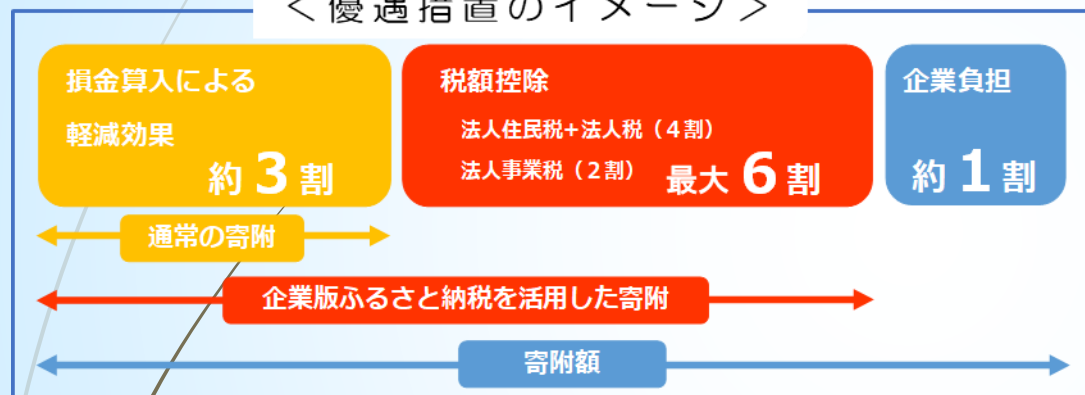 ＜優遇措置のイメージ＞
損金算入による
軽減効果
約3割
税額控除
法人住民税+法人税（４割）
法人事業税（２割）
最大6割
企業負担
約1割
通常の寄附
企業版ふるさと納税を活用した寄附
寄附額